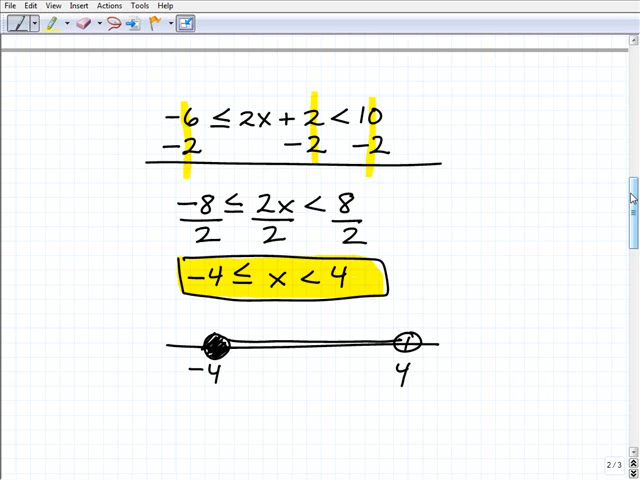 File Edit View Insert Actions Tools Help
-6 ≤ 2x + 2 < 10
-2 -2 -2
-8 ≤ 2x < 8
2 2 2
-4 ≤ x < 4
-4 4
2 / 3